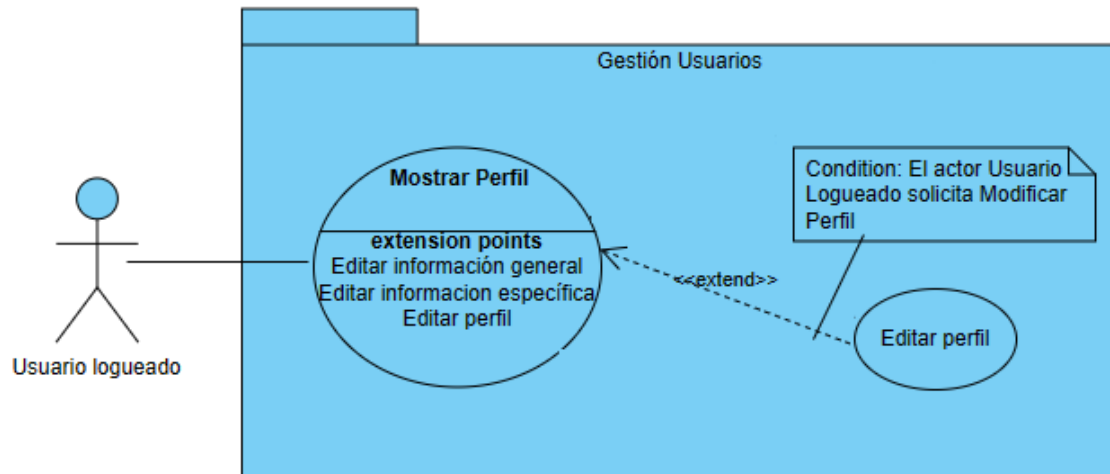 Gestión Usuarios
Mostrar Perfil
extension points
Editar información general
Editar informacion específica
Editar perfil
Condition: El actor Usuario
Logueado solicita Modificar
Perfil
<<extend>>
Editar perfil
Usuario logueado